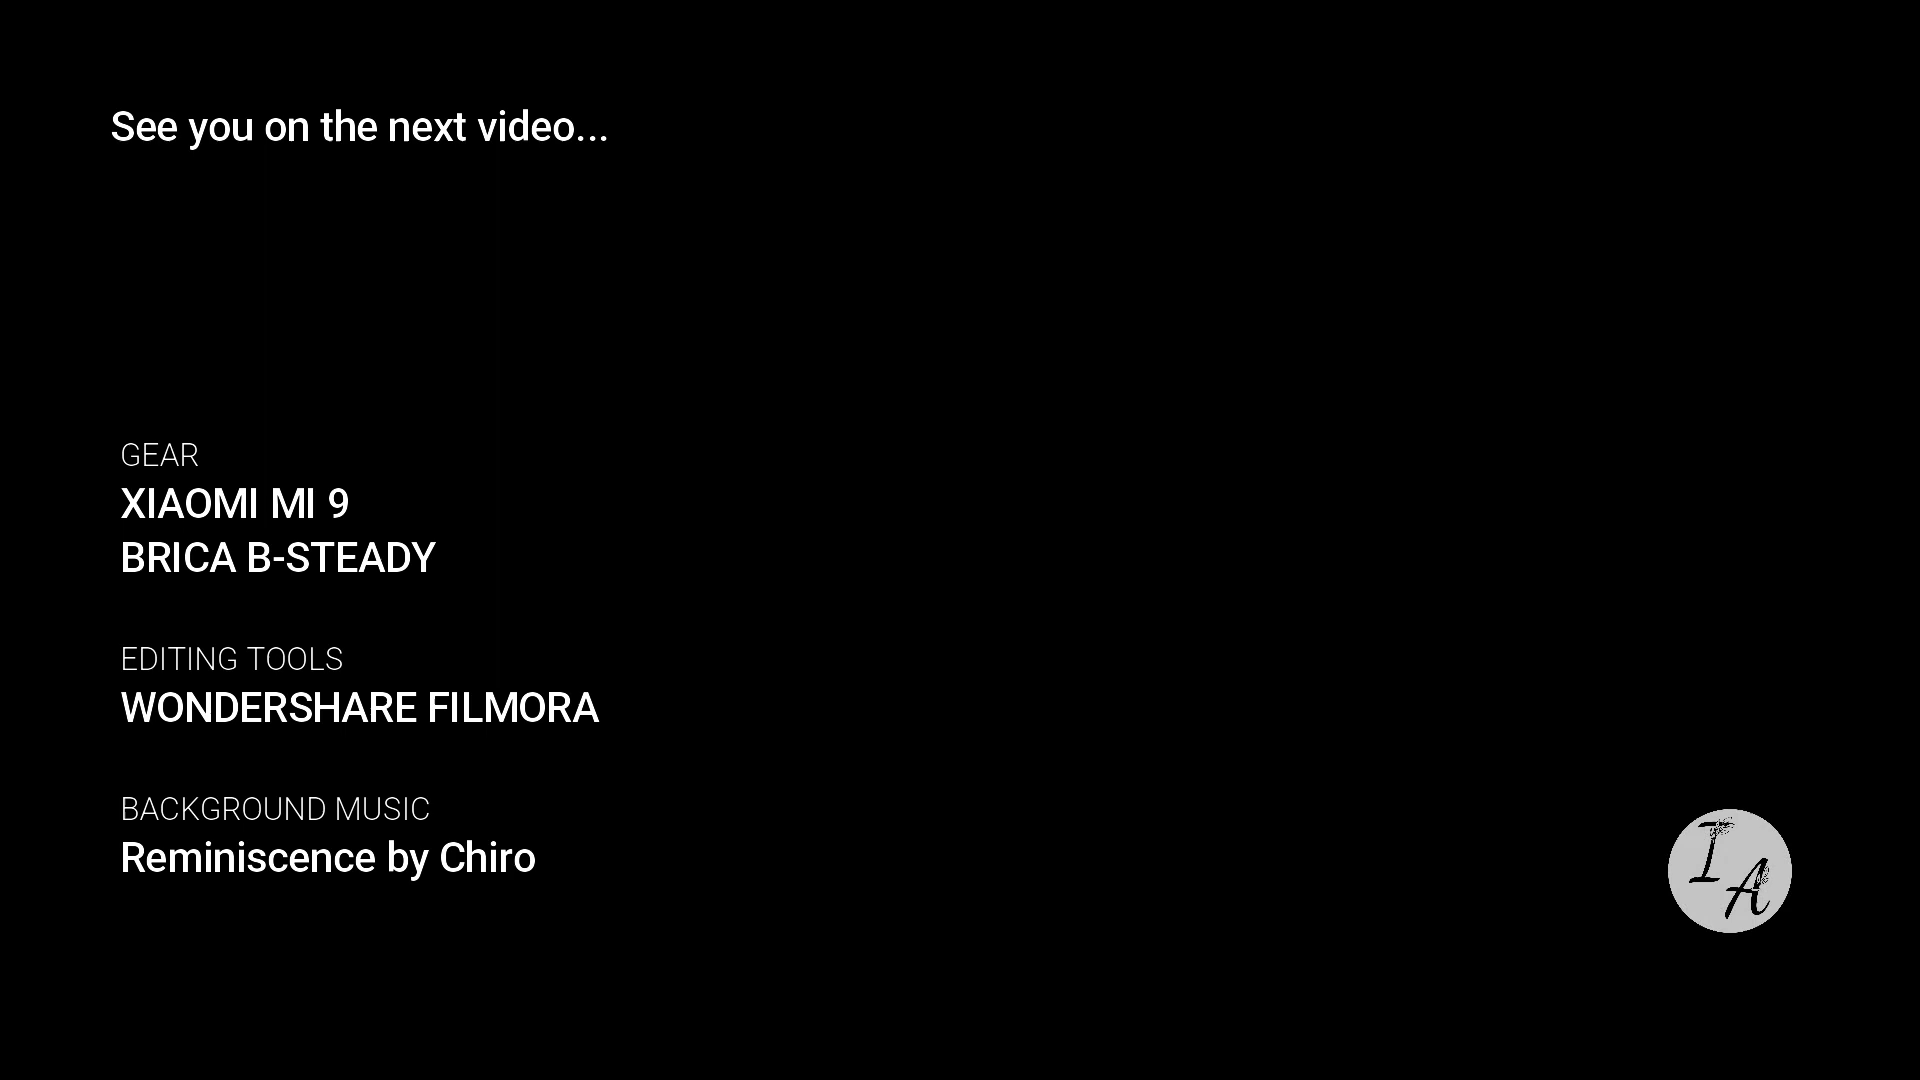 See you on the next video...
GEAR
XIAOMI MI 9
BRICA B-STEADY
EDITING TOOLS
WONDERSHARE FILMORA
BACKGROUND MUSIC
Reminiscence by Chiro
IA